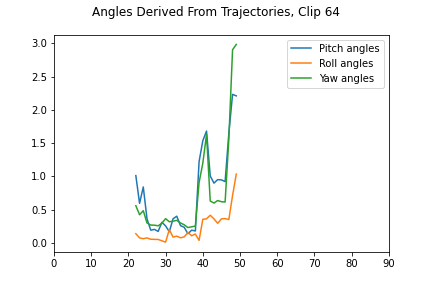 Angles Derived From Trajectories, Clip 64
Pitch angles
Roll angles
Yaw angles
3.0
2.5
2.0
1.5
1.0
0.5
0.0
0 10 20 30 40 50 60 70 80 90